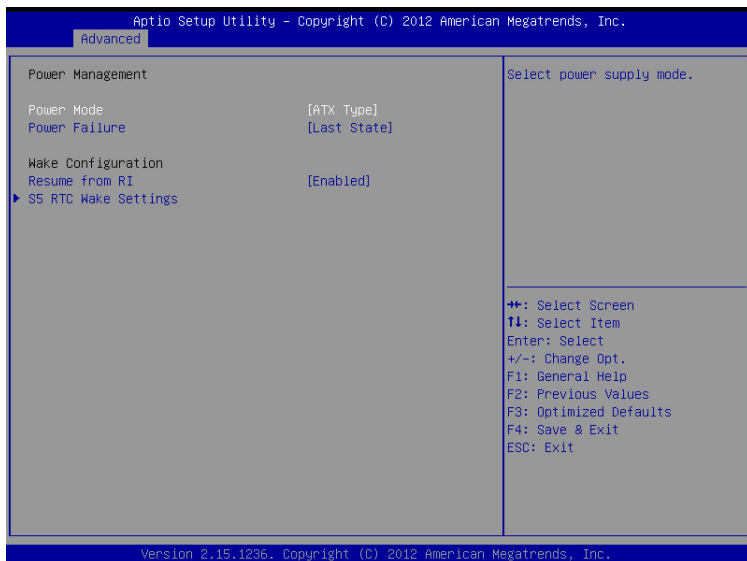 Aptio Setup Utility – Copyright (C) 2012 American Megatrends, Inc.
Advanced
Power Management
Power Mode [ATX Type]
Power Failure [Last State]
Wake Configuration
Resume from RI [Enabled]
▶ S5 RTC Wake Settings
Select power supply mode.
→←: Select Screen
↑↓: Select Item
Enter: Select
+/-: Change Opt.
F1: General Help
F2: Previous Values
F3: Optimized Defaults
F4: Save & Exit
ESC: Exit
Version 2.15.1236. Copyright (C) 2012 American Megatrends, Inc.